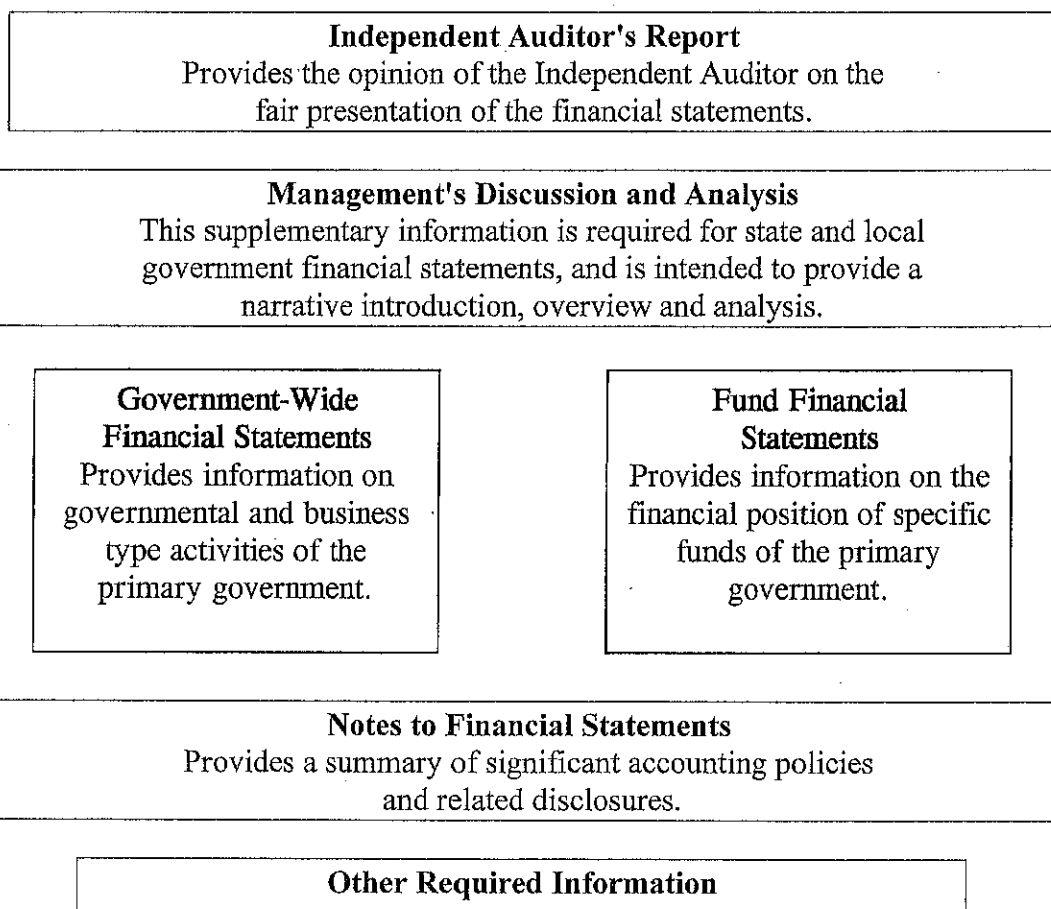 Independent Auditor's Report
Provides the opinion of the Independent Auditor on the
fair presentation of the financial statements.
Management's Discussion and Analysis
This supplementary information is required for state and local
government financial statements, and is intended to provide a
narrative introduction, overview and analysis.
Government-Wide
Financial Statements
Provides information on
governmental and business
type activities of the
primary government.
Fund Financial
Statements
Provides information on the
financial position of specific
funds of the primary
government.
Notes to Financial Statements
Provides a summary of significant accounting policies
and related disclosures.
Other Required Information